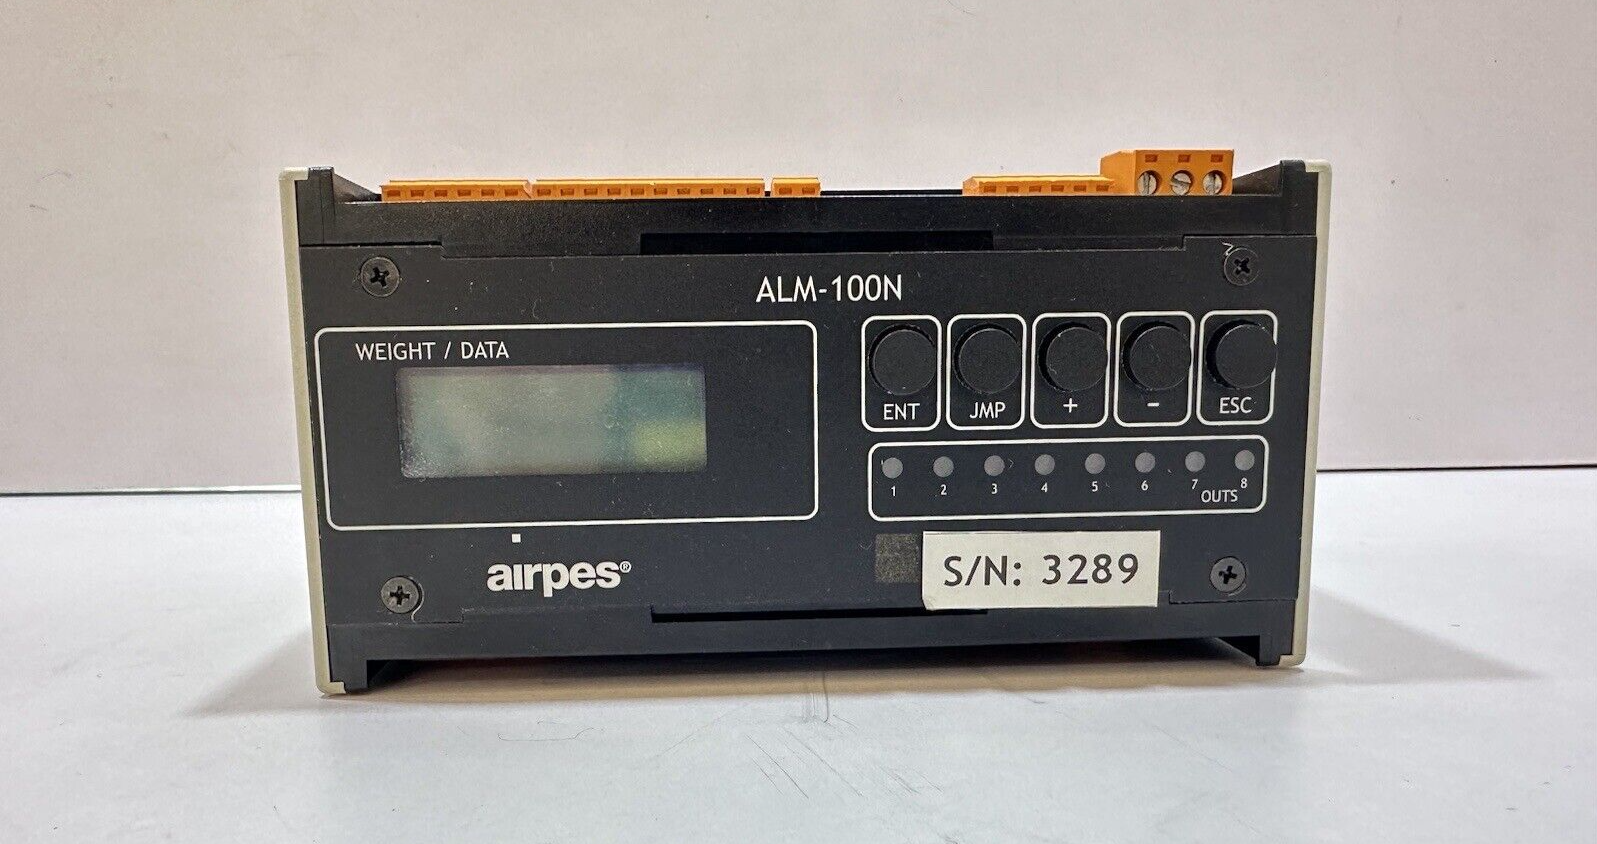 ALM-100N
WEIGHT / DATA
ENT JMP + - ESC
1 2 3 4 5 6 7 8
OUTS
airpes®
S/N: 3289